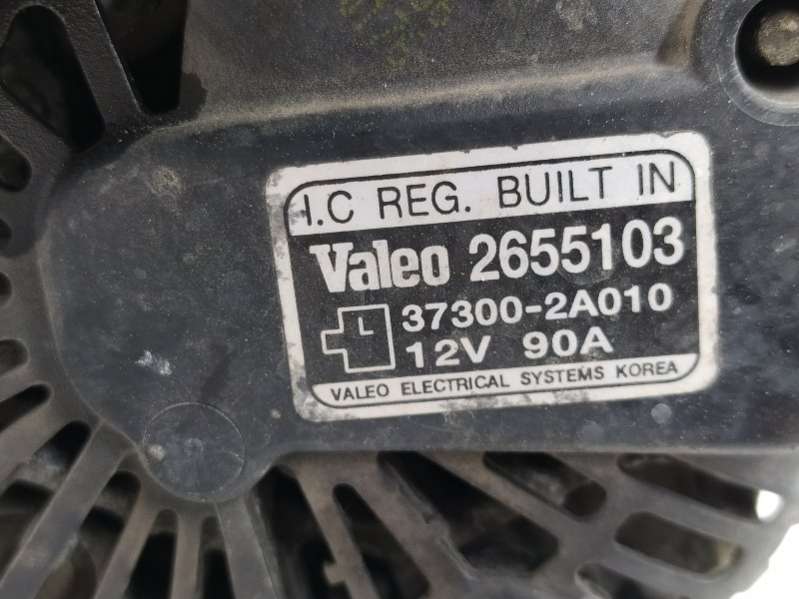 I.C REG. BUILT IN
Valeo 2655103
L 37300-2A010
12V 90A
VALEO ELECTRICAL SYSTEMS KOREA